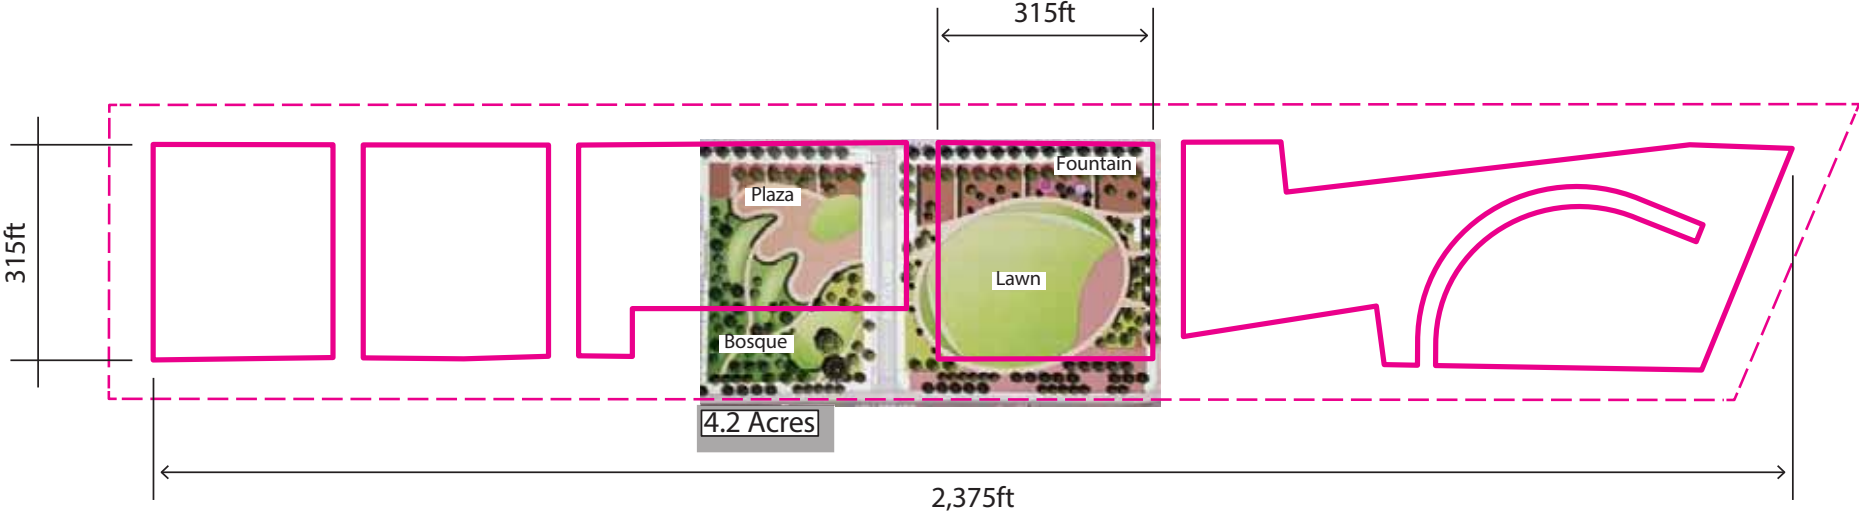 315ft
Fountain
Plaza
315ft
Lawn
Bosque
4.2 Acres
2,375ft